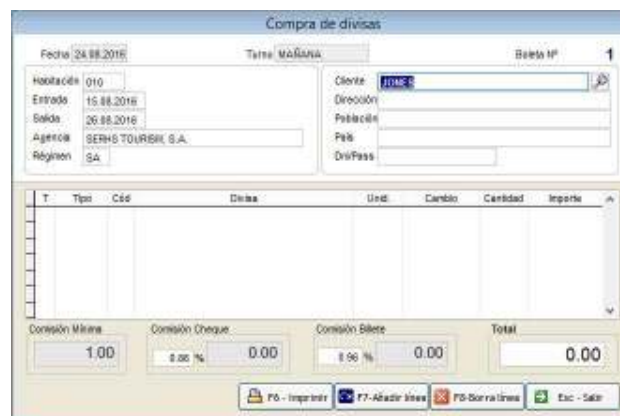 Compra de divisas
Fecha 24.08.2016 Turno MAÑANA Boleta Nº 1
Habitación 010
Entrada 15.08.2016
Salida 26.08.2016
Agencia SERHS TOURISM, S.A.
Régimen SA
Cliente JONES
Dirección
Población
País
Dni/Pass
T Tipo Cód Divisa Unid. Cambio Cantidad Importe
Comisión Mínima Comisión Cheque Comisión Billete Total
1.00 % 0.00 % 0.00 0.00
F6 - Imprimir F7-Añadir línea F8-Borra línea Esc - Salir